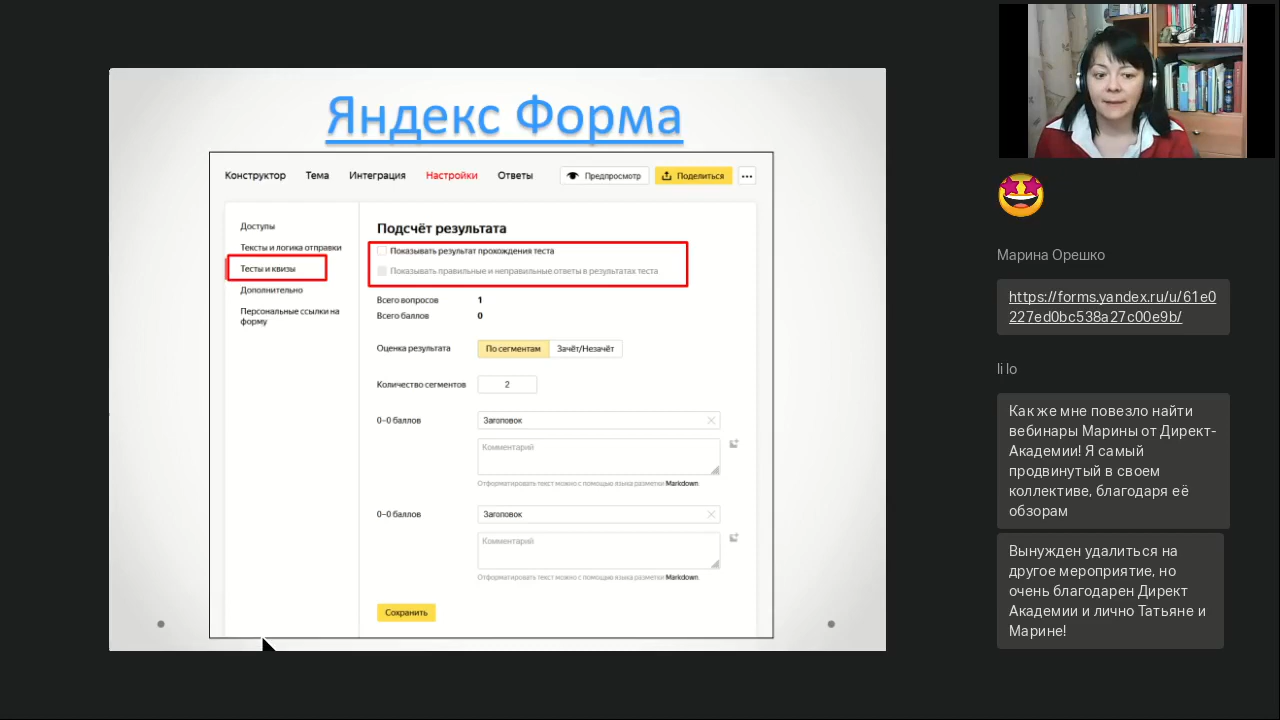 Яндекс Форма
Конструктор Тема Интеграция Настройки Ответы Предпросмотр Поделиться
Доступы
Тексты и логика отправки
Тесты и квизы
Дополнительно
Персональные ссылки на
форму
Подсчёт результата
Показывать результат прохождения теста
Показывать правильные и неправильные ответы в результатах теста
Всего вопросов 1
Всего баллов 0
Оценка результата По сегментам Зачёт/Незачёт
Количество сегментов 2
0–0 баллов Заголовок
Комментарий
Отформатировать текст можно с помощью языка разметки Markdown.
0–0 баллов Заголовок
Комментарий
Отформатировать текст можно с помощью языка разметки Markdown.
Сохранить
Марина Орешко
https://forms.yandex.ru/u/61e0
227ed0bc538a27c00e9b/
li lo
Как же мне повезло найти
вебинары Марины от Директ-
Академии! Я самый
продвинутый в своем
коллективе, благодаря её
обзорам
Вынужден удалиться на
другое мероприятие, но
очень благодарен Директ
Академии и лично Татьяне и
Марине!